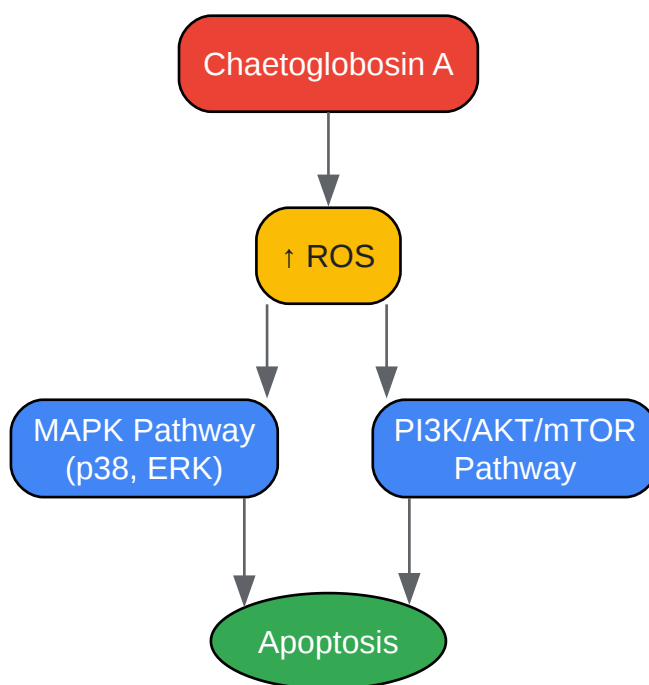 Chaetoglobosin A
↑ ROS
MAPK Pathway
(p38, ERK)
PI3K/AKT/mTOR
Pathway
Apoptosis